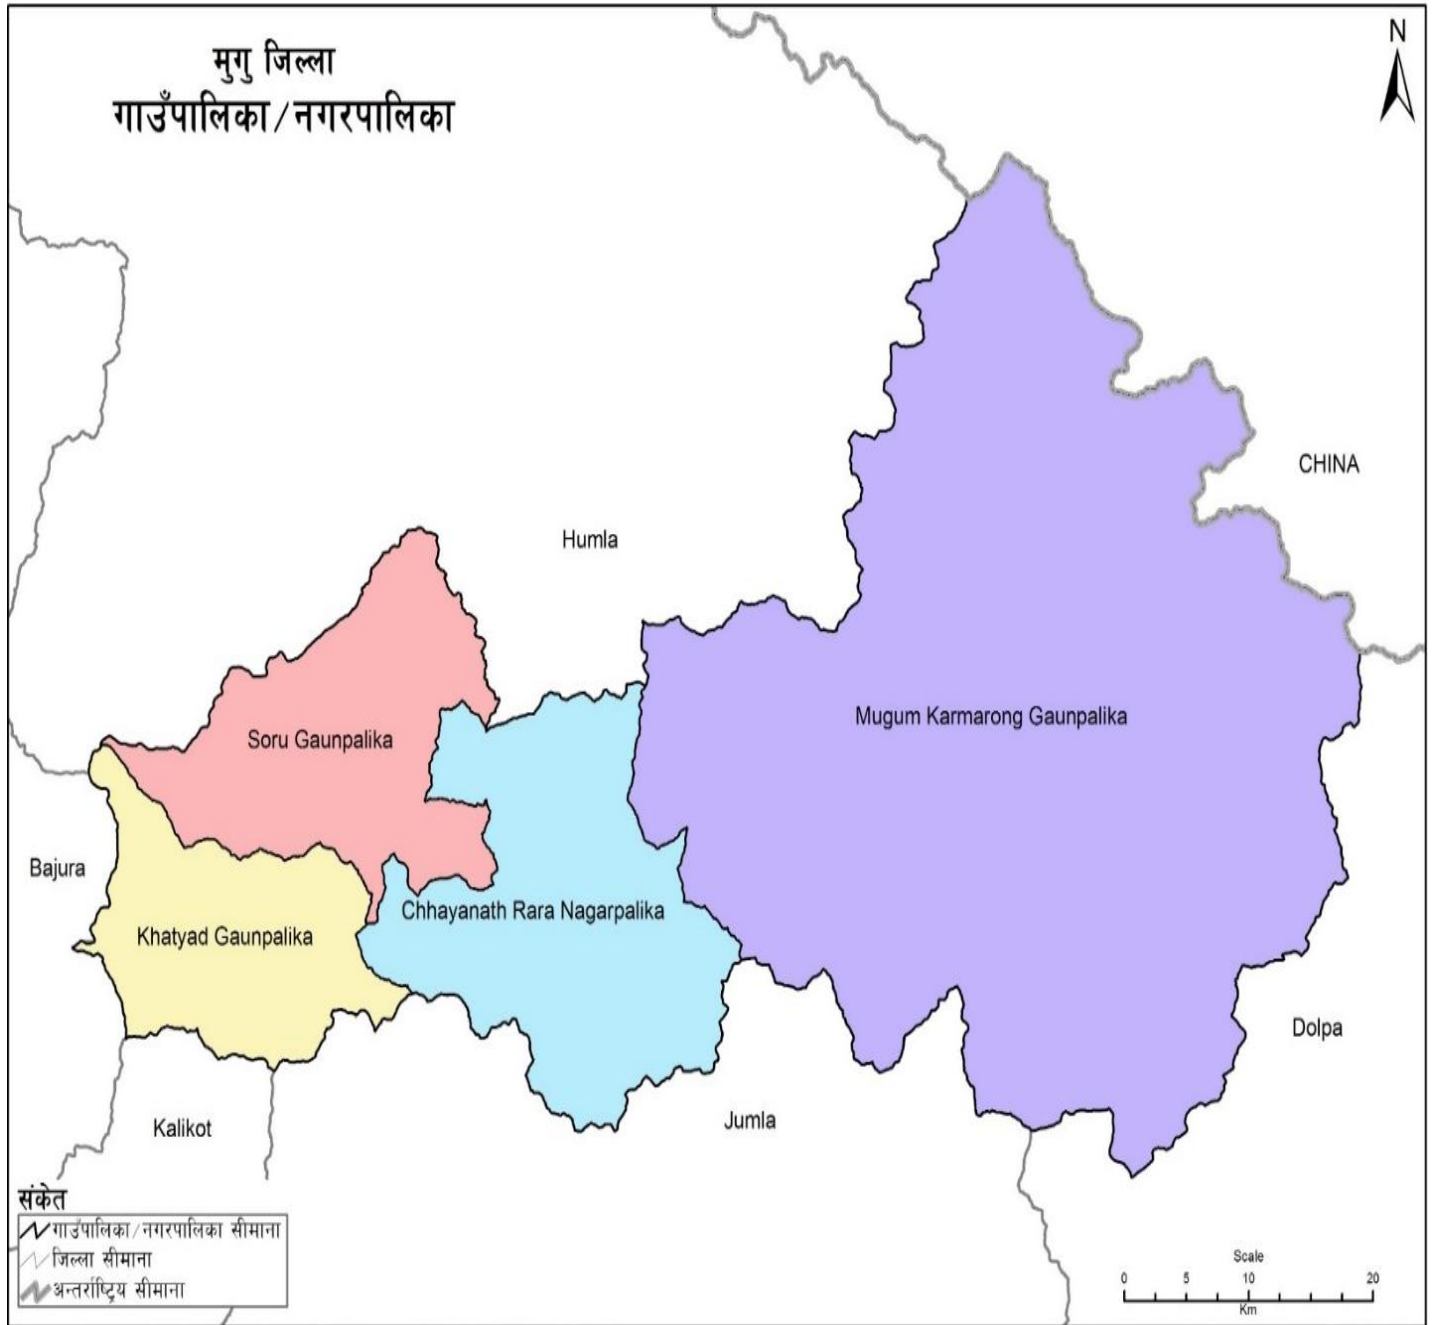 मुगु जिल्ला
गाउँपालिका/नगरपालिका
N
CHINA
Humla
Mugum Karmarong Gaunpalika
Soru Gaunpalika
Bajura
Chhayanath Rara Nagarpalika
Khatyad Gaunpalika
Dolpa
Jumla
Kalikot
संकेत
गाउँपालिका/नगरपालिका सीमाना
जिल्ला सीमाना
अन्तर्राष्ट्रिय सीमाना
Scale
0 5 10 20
Km